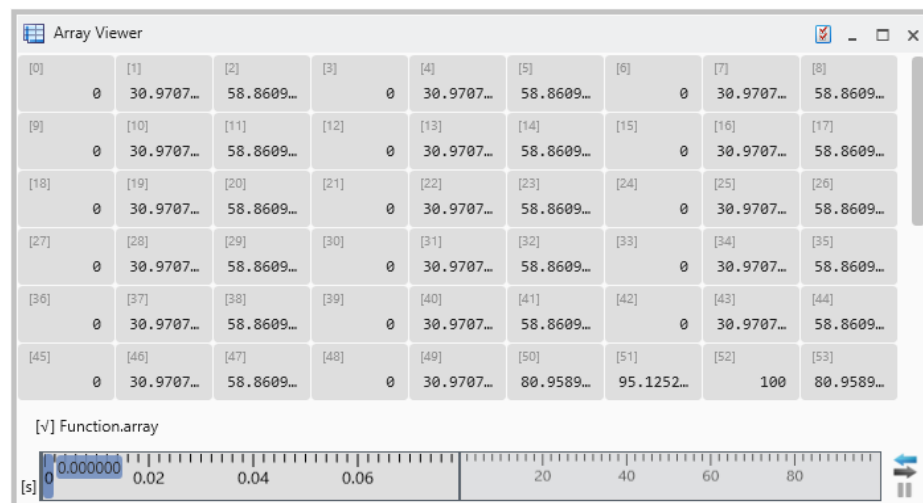 Array Viewer
[0] [1] [2] [3] [4] [5] [6] [7] [8]
0 30.9707… 58.8609… 0 30.9707… 58.8609… 0 30.9707… 58.8609…
[9] [10] [11] [12] [13] [14] [15] [16] [17]
0 30.9707… 58.8609… 0 30.9707… 58.8609… 0 30.9707… 58.8609…
[18] [19] [20] [21] [22] [23] [24] [25] [26]
0 30.9707… 58.8609… 0 30.9707… 58.8609… 0 30.9707… 58.8609…
[27] [28] [29] [30] [31] [32] [33] [34] [35]
0 30.9707… 58.8609… 0 30.9707… 58.8609… 0 30.9707… 58.8609…
[36] [37] [38] [39] [40] [41] [42] [43] [44]
0 30.9707… 58.8609… 0 30.9707… 58.8609… 0 30.9707… 58.8609…
[45] [46] [47] [48] [49] [50] [51] [52] [53]
0 30.9707… 58.8609… 0 30.9707… 80.9589… 95.1252… 100 80.9589…
[√] Function.array
[s] 0 0.000000 0.02 0.04 0.06 20 40 60 80